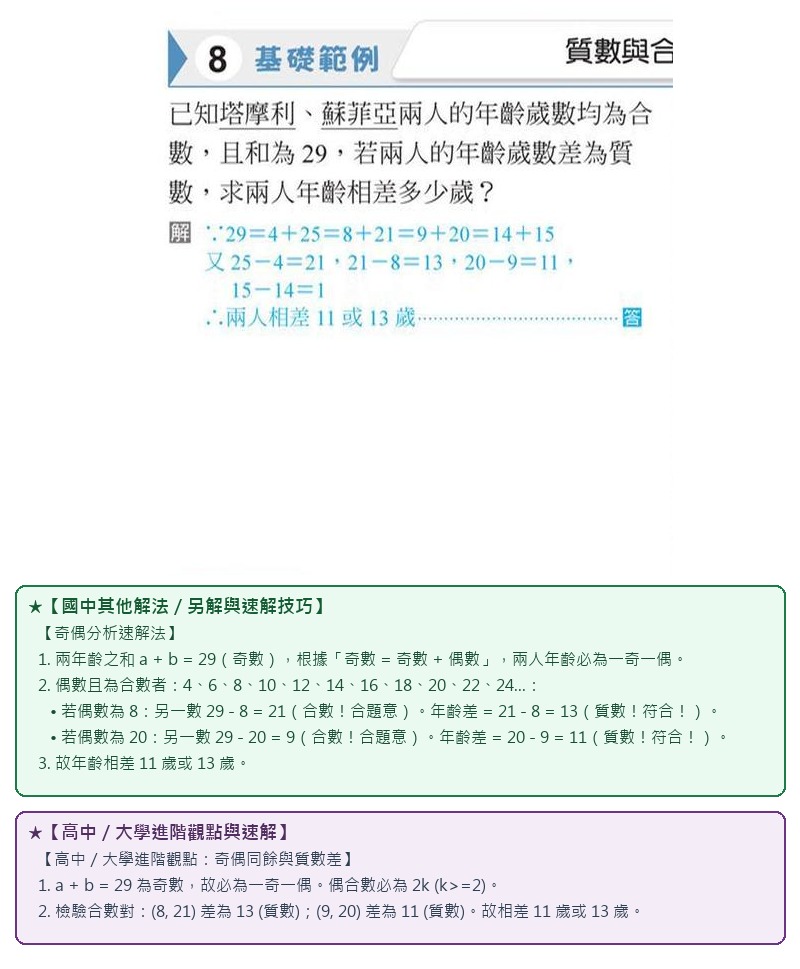 8 基礎範例 質數與合
已知塔摩利、蘇菲亞兩人的年齡歲數均為合
數，且和為 29，若兩人的年齡歲數差為質
數，求兩人年齡相差多少歲？
解 ∵29＝4＋25＝8＋21＝9＋20＝14＋15
又 25－4＝21，21－8＝13，20－9＝11，
15－14＝1
∴兩人相差 11 或 13 歲⋯⋯⋯⋯⋯⋯⋯⋯⋯⋯⋯⋯ 答
★【國中其他解法 / 另解與速解技巧】
【奇偶分析速解法】
1. 兩年齡之和 a + b = 29（奇數），根據「奇數 = 奇數 + 偶數」，兩人年齡必為一奇一偶。
2. 偶數且為合數者：4、6、8、10、12、14、16、18、20、22、24...：
• 若偶數為 8：另一數 29 - 8 = 21（合數！合題意）。年齡差 = 21 - 8 = 13（質數！符合！）。
• 若偶數為 20：另一數 29 - 20 = 9（合數！合題意）。年齡差 = 20 - 9 = 11（質數！符合！）。
3. 故年齡相差 11 歲或 13 歲。
★【高中 / 大學進階觀點與速解】
【高中 / 大學進階觀點：奇偶同餘與質數差】
1. a + b = 29 為奇數，故必為一奇一偶。偶合數必為 2k (k>=2)。
2. 檢驗合數對：(8, 21) 差為 13 (質數)；(9, 20) 差為 11 (質數)。故相差 11 歲或 13 歲。